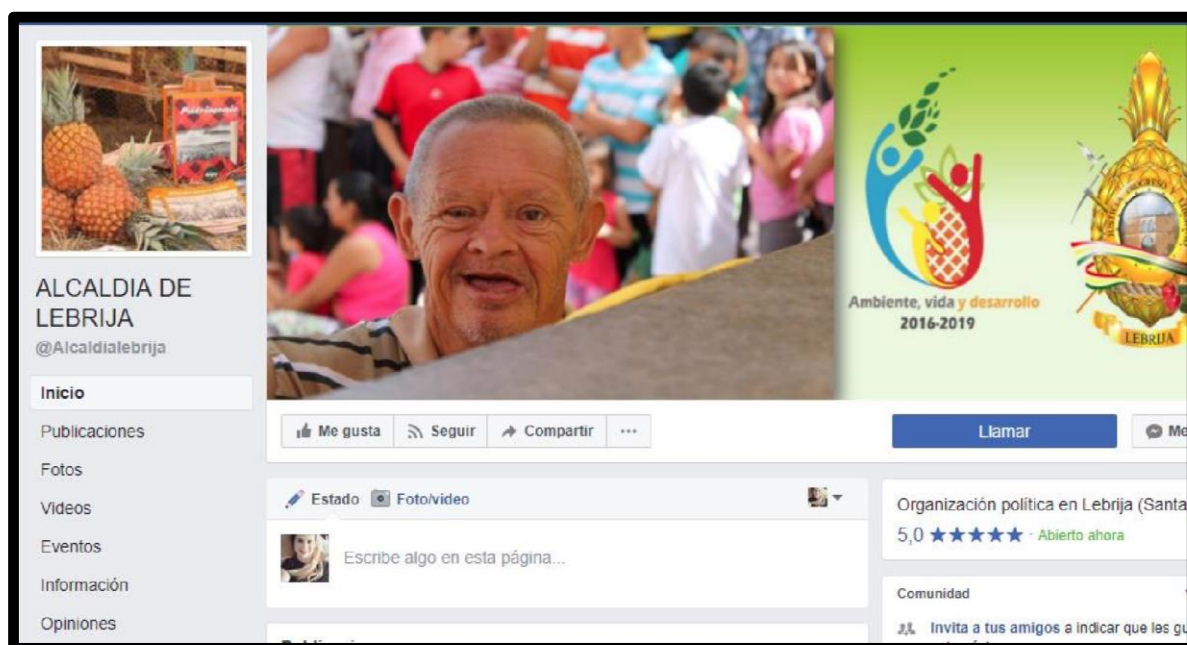 ALCALDIA DE
LEBRIJA
@Alcaldialebrija
Inicio
Publicaciones
Fotos
Videos
Eventos
Información
Opiniones
Ambiente, vida y desarrollo
2016-2019
LEBRIJA
Me gusta
Seguir
Compartir
Llamar
Me
Estado
Foto/video
Escribe algo en esta página...
Organización política en Lebrija (Santa
5,0 ★★★★★ · Abierto ahora
Comunidad
Invita a tus amigos a indicar que les gu